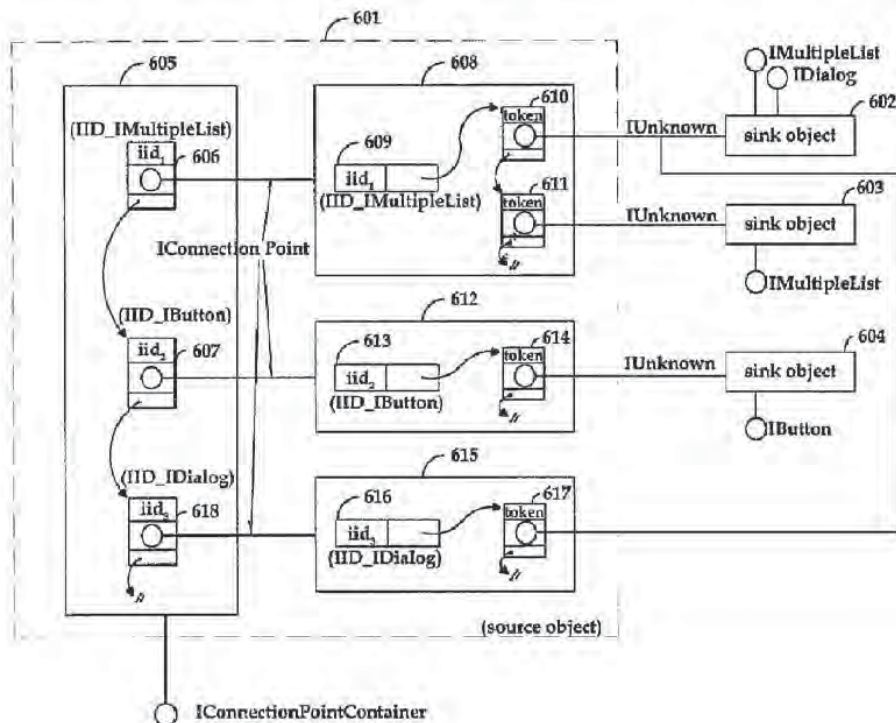 601
605
608
610
IMultipleList
IDialog
602
(IID_IMultipleList)
iid1
606
609
iid1
(IID_IMultipleList)
token
IUnknown
sink object
611
token
603
IUnknown
sink object
IMultipleList
IConnection Point
(IID_IButton)
iid2
607
612
613
iid2
(IID_IButton)
614
token
604
IUnknown
sink object
IButton
(IID_IDialog)
iid3
618
615
616
iid3
(IID_IDialog)
617
token
(source object)
IConnectionPointContainer